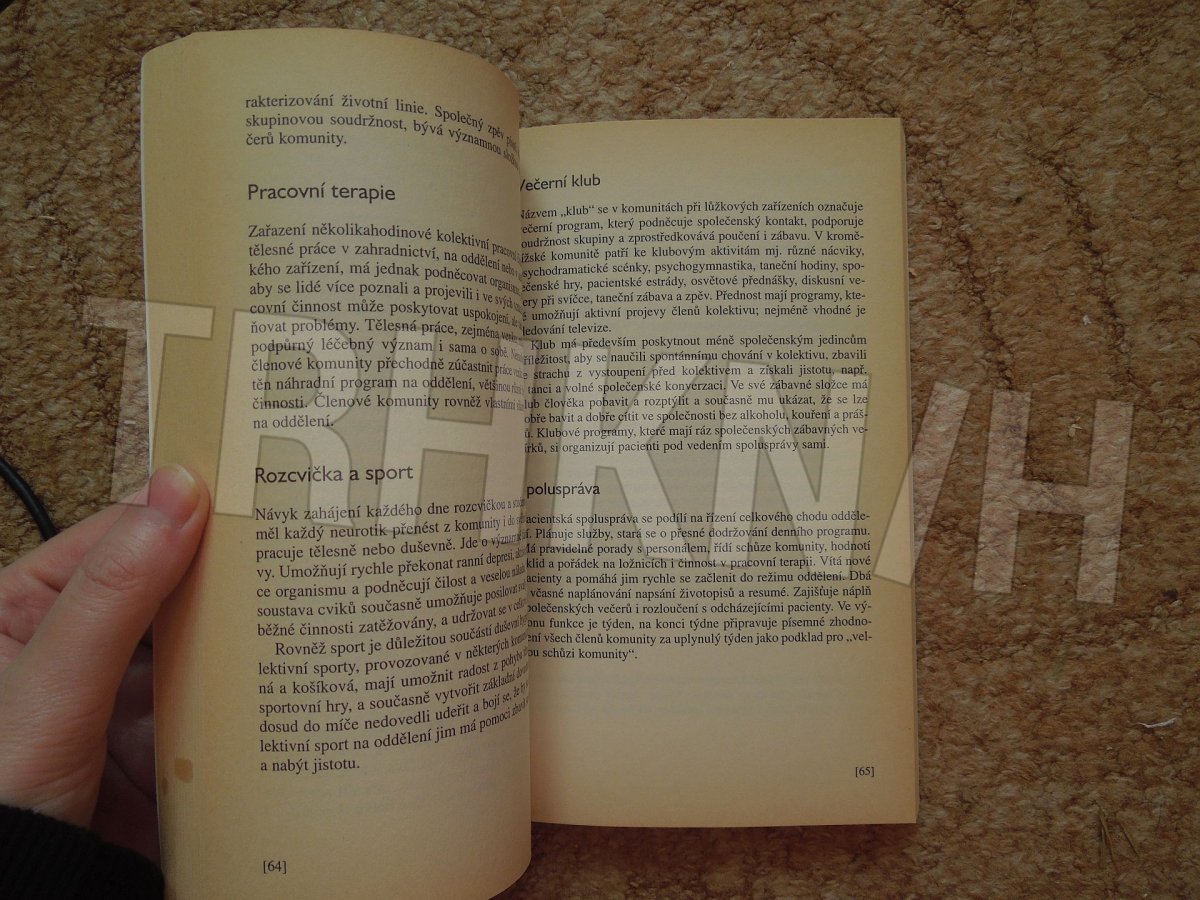 rakterizování životní linie. Společný zpěv
skupinovou soudržnost, bývá významnou
čerů komunity.
Pracovní terapie
Zařazení několikahodinové kolektivní pracovní
tělesné práce v zahradnictví, na oddělení nebo
kého zařízení, má jednak podněcovat
aby se lidé více poznali a projevili i ve svých
covní činnost může poskytovat uspokojení, ale
ňovat problémy. Tělesná práce, zejména
podpůrný léčebný význam i sama o sobě.
členové komunity přechodně zúčastnit práce
těn náhradní program na oddělení, většinou
činnosti. Členové komunity rovněž vlastními
na oddělení.
Rozcvička a sport
Návyk zahájení každého dne rozcvičkou a
měl každý neurotik přenést z komunity i do
pracuje tělesně nebo duševně. Jde o
vy. Umožňují rychle překonat ranní depresi,
ce organismu a podněcují čilost a veselou
soustava cviků současně umožňuje posilovat
běžné činnosti zatěžovány, a udržovat se v
Rovněž sport je důležitou součástí duševní
lektivní sporty, provozované v některých
ná a košíková, mají umožnit radost z pohybu
sportovní hry, a současně vytvořit základní
dosud do míče nedovedli udeřit a bojí se, že by
lektivní sport na oddělení jim má pomoci
a nabýt jistotu.
[64]
Večerní klub
Názvem „klub“ se v komunitách při lůžkových zařízeních označuje
večerní program, který podněcuje společenský kontakt, podporuje
soudržnost skupiny a zprostředkovává poučení i zábavu. V kromě-
řížské komunitě patří ke klubovým aktivitám mj. různé nácviky,
psychodramatické scénky, psychogymnastika, taneční hodiny, spo-
lečenské hry, pacientské estrády, osvětové přednášky, diskusní ve-
čery při svíčce, taneční zábava a zpěv. Přednost mají programy, kte-
ré umožňují aktivní projevy členů kolektivu; nejméně vhodné je
sledování televize.
Klub má především poskytnout méně společenským jedincům
příležitost, aby se naučili spontánnímu chování v kolektivu, zbavili
se strachu z vystoupení před kolektivem a získali jistotu např.
tanci a volné společenské konverzaci. Ve své zábavné složce má
klub člověka pobavit a rozptýlit a současně mu ukázat, že se lze
dobře bavit a dobře cítit ve společnosti bez alkoholu, kouření a práš-
ků. Klubové programy, které mají ráz společenských zábavných ve-
čírků, si organizují pacienti pod vedením spolusprávy sami.
Spoluspráva
Pacientská spoluspráva se podílí na řízení celkového chodu odděle-
ní. Plánuje služby, stará se o přesné dodržování denního programu.
Má pravidelné porady s personálem, řídí schůze komunity, hodnotí
klid a pořádek na ložnicích i činnost v pracovní terapii. Vítá nové
pacienty a pomáhá jim rychle se začlenit do režimu oddělení. Dbá
včasné naplánování napsání životopisů a resumé. Zajišťuje náplň
společenských večerů i rozloučení s odcházejícími pacienty. Ve vý-
konu funkce je týden, na konci týdne připravuje písemné zhodno-
cení všech členů komunity za uplynulý týden jako podklad pro „vel-
kou schůzi komunity“.
[65]
TRHKNIH